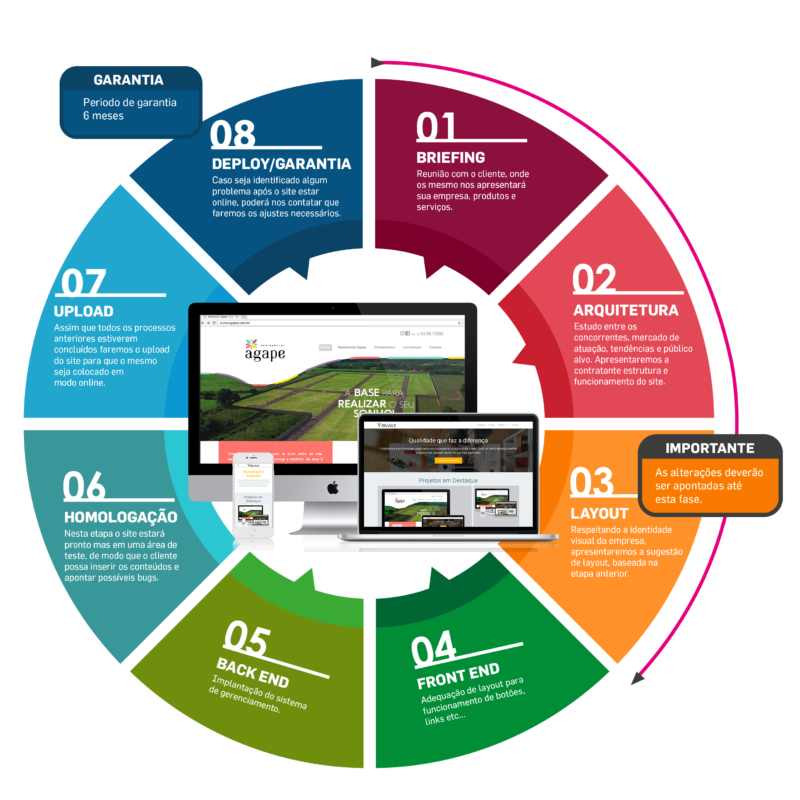 GARANTIA
Periodo de garantia
6 meses
01
BRIEFING
Reunião com o cliente, onde
os mesmo nos apresentará
sua empresa, produtos e
serviços.
02
ARQUITETURA
Estudo entre os
concorrentes, mercado de
atuação, tendências e público
alvo. Apresentaremos a
contratante estrutura e
funcionamento do site.
IMPORTANTE
As alterações deverão
ser apontadas até
esta fase.
03
LAYOUT
Respeitando a identidade
visual da empresa,
apresentaremos a sugestão
de layout, baseada na
etapa anterior.
04
FRONT END
Adequação de layout para
funcionamento de botões,
links etc...
05
BACK END
Implantação do sistema
de gerenciamento.
06
HOMOLOGAÇÃO
Nesta etapa o site estará
pronto mas em uma área de
teste, de modo que o cliente
possa inserir os conteúdos e
apontar possíveis bugs.
07
UPLOAD
Assim que todos os processos
anteriores estiverem
concluídos faremos o upload
do site para que o mesmo
seja colocado em
modo online.
08
DEPLOY/GARANTIA
Caso seja identificado algum
problema após o site estar
online, poderá nos contatar que
faremos os ajustes necessários.
RESIDENCIAL
agape
A BASE PARA
REALIZAR O SEU
SONHO!
Qualidade que faz a diferença
Projetos em Destaque
Projetos em
Destaque